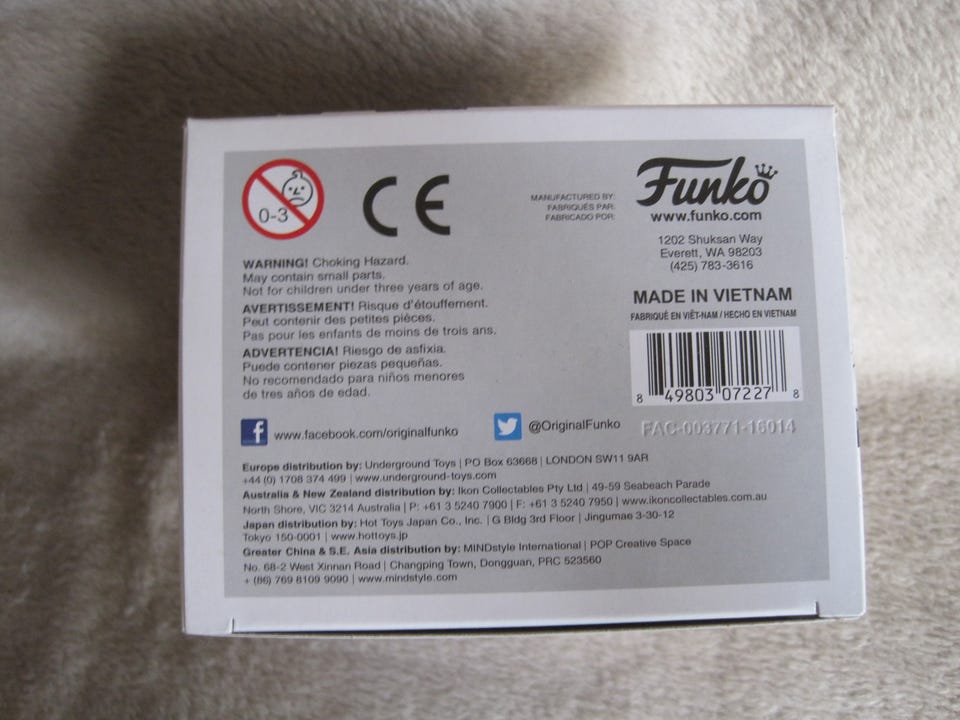 0-3
CE
MANUFACTURED BY:
FABRIQUÉS PAR:
FABRICADO POR:
Funko
www.funko.com
1202 Shuksan Way
Everett, WA 98203
(425) 783-3616
WARNING! Choking Hazard.
May contain small parts.
Not for children under three years of age.
AVERTISSEMENT! Risque d'étouffement.
Peut contenir des petites pièces.
Pas pour les enfants de moins de trois ans.
ADVERTENCIA! Riesgo de asfixia.
Puede contener piezas pequeñas.
No recomendado para niños menores
de tres años de edad.
MADE IN VIETNAM
FABRIQUÉ EN VIÊT-NAM / HECHO EN VIETNAM
8 49803 07227 8
f www.facebook.com/originalfunko
@OriginalFunko
FAC-003771-16014
Europe distribution by: Underground Toys | PO Box 63668 | LONDON SW11 9AR
+44 (0) 1708 374 499 | www.underground-toys.com
Australia & New Zealand distribution by: Ikon Collectables Pty Ltd | 49-59 Seabeach Parade
North Shore, VIC 3214 Australia | P: +61 3 5240 7900 | F: +61 3 5240 7950 | www.ikoncollectables.com.au
Japan distribution by: Hot Toys Japan Co., Inc. | G Bldg 3rd Floor | Jingumae 3-30-12
Tokyo 150-0001 | www.hottoys.jp
Greater China & S.E. Asia distribution by: MINDstyle International | POP Creative Space
No. 68-2 West Xinnan Road | Changping Town, Dongguan, PRC 523560
+ (86) 769 8109 9090 | www.mindstyle.com